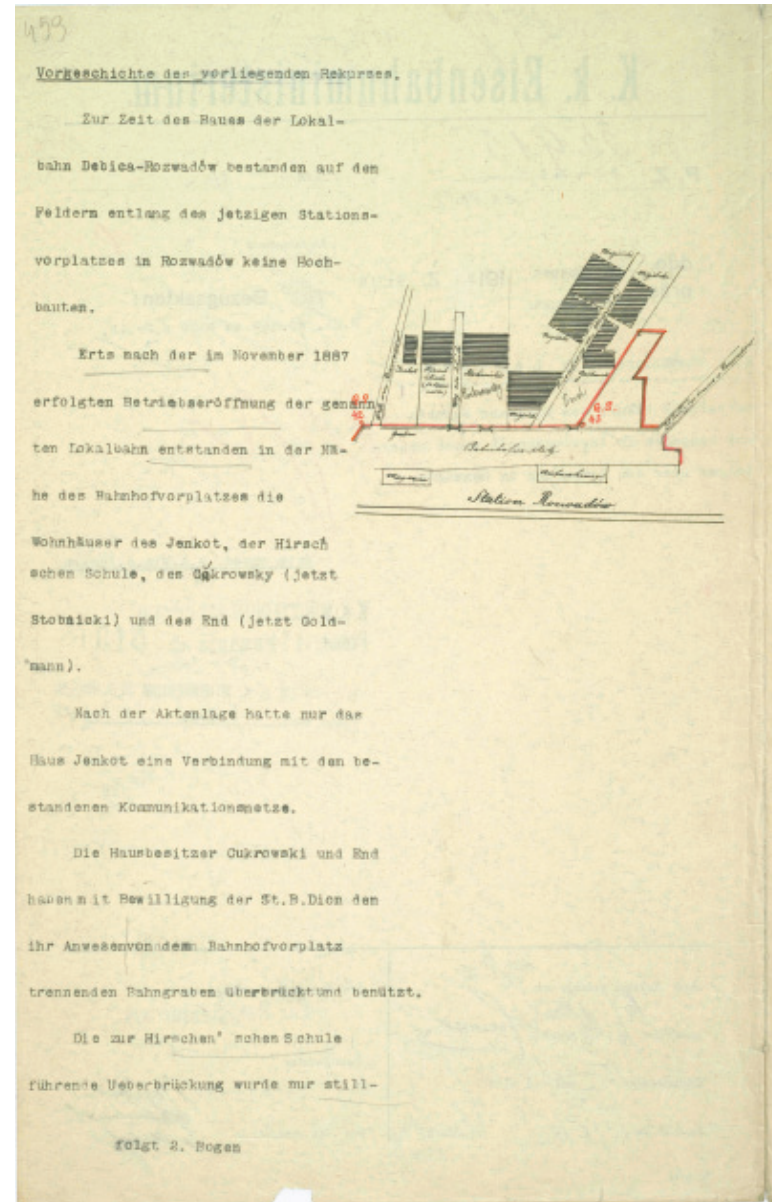 459
Vorgeschichte des vorliegenden Rekurses.
Zur Zeit des Baues der Lokal-
bahn Debica-Rozwadów bestanden auf den
Feldern entlang des jetzigen Stations-
vorplatzes in Rozwadów keine Hoch-
bauten.
Erts nach der im November 1887
erfolgten Betriebseröffnung der genann-
ten Lokalbahn entstanden in der Nä-
he des Bahnhofvorplatzes die
Wohnhäuser des Jenkot, der Hirsch
schen Schule, des Cukrowsky (jetzt
Stobnicki) und des End (jetzt Gold-
mann).
Nach der Aktenlage hatte nur das
Haus Jenkot eine Verbindung mit den be-
standenen Kommunikationsnetze.
Die Hausbesitzer Cukrowski und End
haben mit Bewilligung der St.B.Dion den
ihr Anwesen von dem Bahnhofvorplatz
trennenden Bahngraben überbrückt und benützt.
Die zur Hirschen' schen Schule
führende Ueberbrückung wurde nur still-
folgt 2. Bogen
G.S.
42
G.S.
43
Bahnhofvorplatz
Magazin
Station Rozwadów